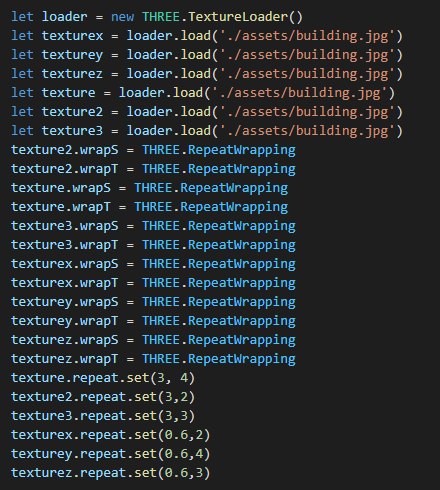 let loader = new THREE.TextureLoader()
let texturex = loader.load('./assets/building.jpg')
let texturey = loader.load('./assets/building.jpg')
let texturez = loader.load('./assets/building.jpg')
let texture = loader.load('./assets/building.jpg')
let texture2 = loader.load('./assets/building.jpg')
let texture3 = loader.load('./assets/building.jpg')
texture2.wrapS = THREE.RepeatWrapping
texture2.wrapT = THREE.RepeatWrapping
texture.wrapS = THREE.RepeatWrapping
texture.wrapT = THREE.RepeatWrapping
texture3.wrapS = THREE.RepeatWrapping
texture3.wrapT = THREE.RepeatWrapping
texturex.wrapS = THREE.RepeatWrapping
texturex.wrapT = THREE.RepeatWrapping
texturey.wrapS = THREE.RepeatWrapping
texturey.wrapT = THREE.RepeatWrapping
texturez.wrapS = THREE.RepeatWrapping
texturez.wrapT = THREE.RepeatWrapping
texture.repeat.set(3, 4)
texture2.repeat.set(3,2)
texture3.repeat.set(3,3)
texturex.repeat.set(0.6,2)
texturey.repeat.set(0.6,4)
texturez.repeat.set(0.6,3)